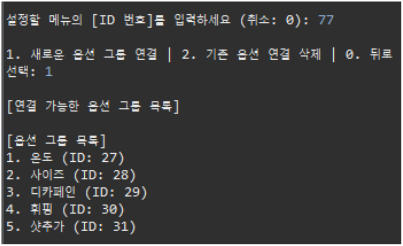 설정할 메뉴의 [ID 번호]를 입력하세요 (취소: 0): 77
1. 새로운 옵션 그룹 연결 | 2. 기존 옵션 연결 삭제 | 0. 뒤로
선택: 1
[연결 가능한 옵션 그룹 목록]
[옵션 그룹 목록]
1. 온도 (ID: 27)
2. 사이즈 (ID: 28)
3. 디카페인 (ID: 29)
4. 휘핑 (ID: 30)
5. 샷추가 (ID: 31)